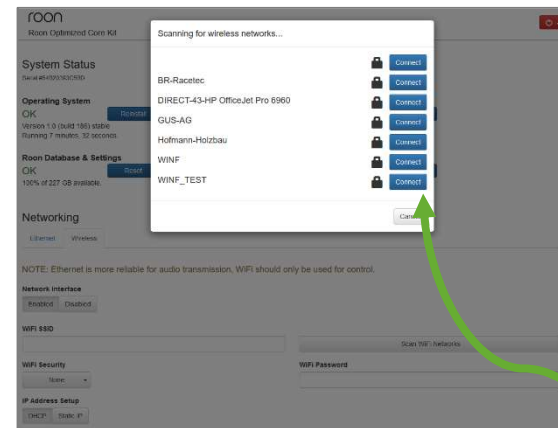 roon
Roon Optimized Core Kit
Scanning for wireless networks...
Connect
BR-Racetec Connect
DIRECT-43-HP OfficeJet Pro 6960 Connect
GUS-AG Connect
Hofmann-Holzbau Connect
WINF Connect
WINF_TEST Connect
System Status
Operating System
OK
Reinstall
Version 1.0 (build 186) stable
Running 7 minutes, 32 seconds
Roon Database & Settings
OK
Reset
100% of 227 GB available.
Networking
Ethernet Wireless
NOTE: Ethernet is more reliable for audio transmission, WiFi should only be used for control.
Network Interface
Enabled Disabled
WiFi SSID
Scan WiFi Networks
WiFi Security WiFi Password
None
IP Address Setup
DHCP Static IP